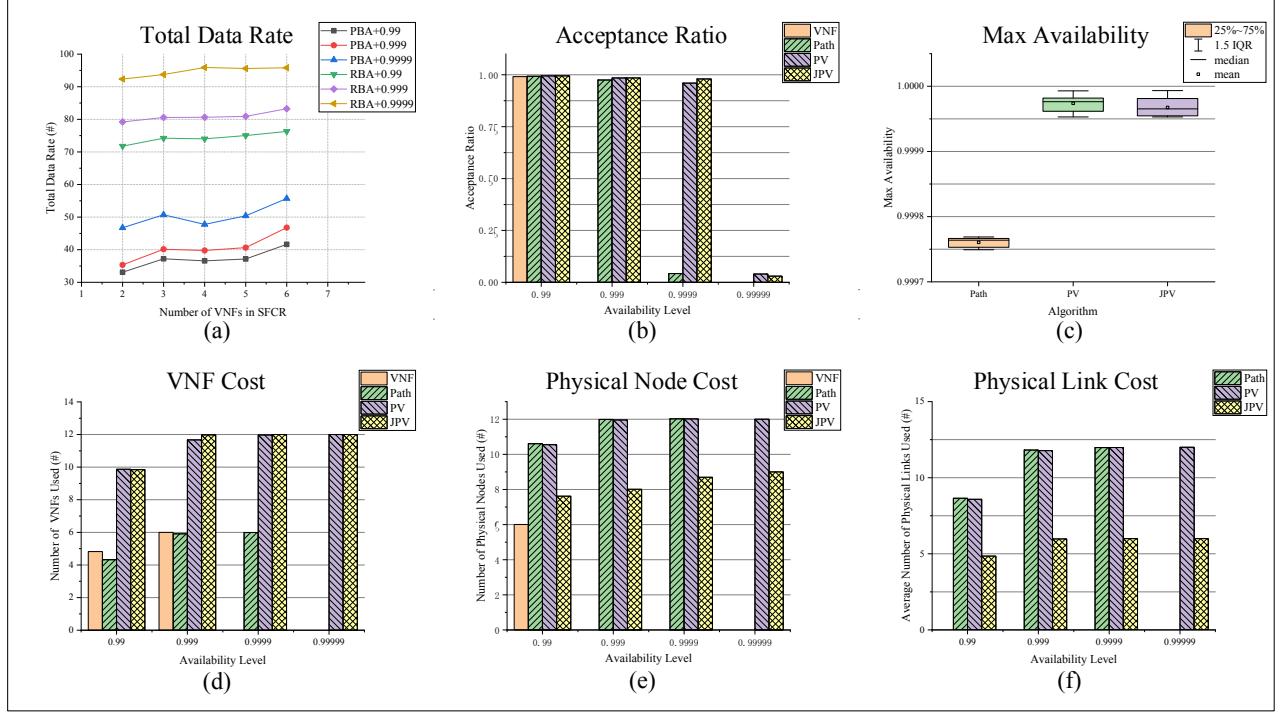 Total Data Rate
PBA+0.99
PBA+0.999
PBA+0.9999
RBA+0.99
RBA+0.999
RBA+0.9999
100
90
80
70
60
50
40
30
Total Data Rate (#)
1 2 3 4 5 6 7
Number of VNFs in SFCR
(a)
Acceptance Ratio
VNF
Path
PV
JPV
1.00
0.75
0.50
0.25
0.00
Acceptance Ratio
0.99 0.999 0.9999 0.99999
Availability Level
(b)
Max Availability
25%~75%
1.5 IQR
median
mean
1.0000
0.9999
0.9998
0.9997
Max Availability
Path PV JPV
Algorithm
(c)
VNF Cost
VNF
Path
PV
JPV
14
12
10
8
6
4
2
0
Number of VNFs Used (#)
0.99 0.999 0.9999 0.99999
Availability Level
(d)
Physical Node Cost
VNF
Path
PV
JPV
12
10
8
6
4
2
0
Number of Physical Nodes Used (#)
0.99 0.999 0.9999 0.99999
Availability Level
(e)
Physical Link Cost
Path
PV
JPV
15
10
5
0
Average Number of Physical Links Used (#)
0.99 0.999 0.9999 0.99999
Availability Level
(f)